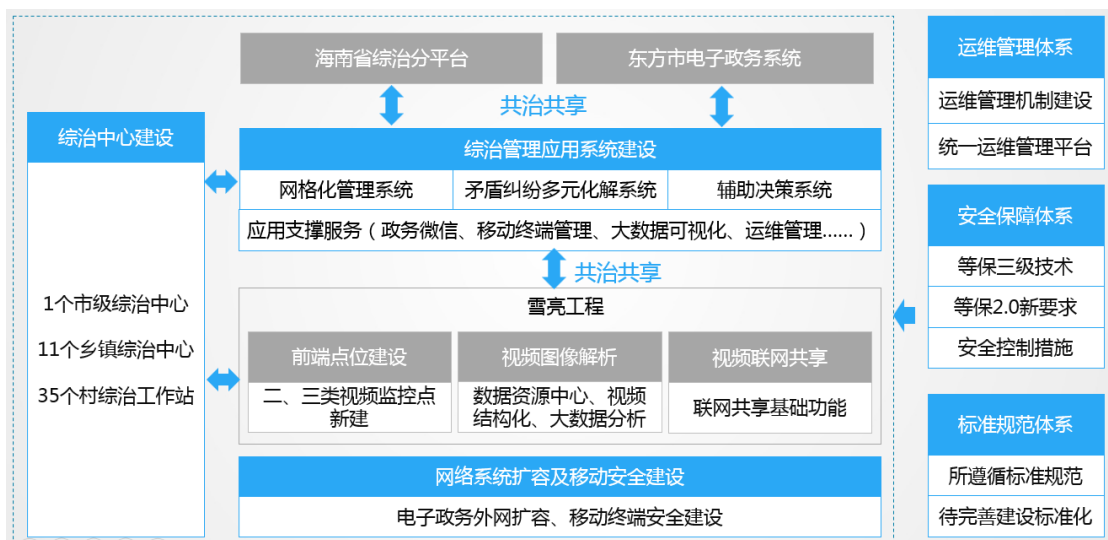 海南省综治分平台
东方市电子政务系统
共治共享
综治中心建设
1个市级综治中心
11个乡镇综治中心
35个村综治工作站
综治管理应用系统建设
网格化管理系统
矛盾纠纷多元化解系统
辅助决策系统
应用支撑服务（政务微信、移动终端管理、大数据可视化、运维管理......）
共治共享
雪亮工程
前端点位建设
二、三类视频监控点
新建
视频图像解析
数据资源中心、视频
结构化、大数据分析
视频联网共享
联网共享基础功能
网络系统扩容及移动安全建设
电子政务外网扩容、移动终端安全建设
运维管理体系
运维管理机制建设
统一运维管理平台
安全保障体系
等保三级技术
等保2.0新要求
安全控制措施
标准规范体系
所遵循标准规范
待完善建设标准化